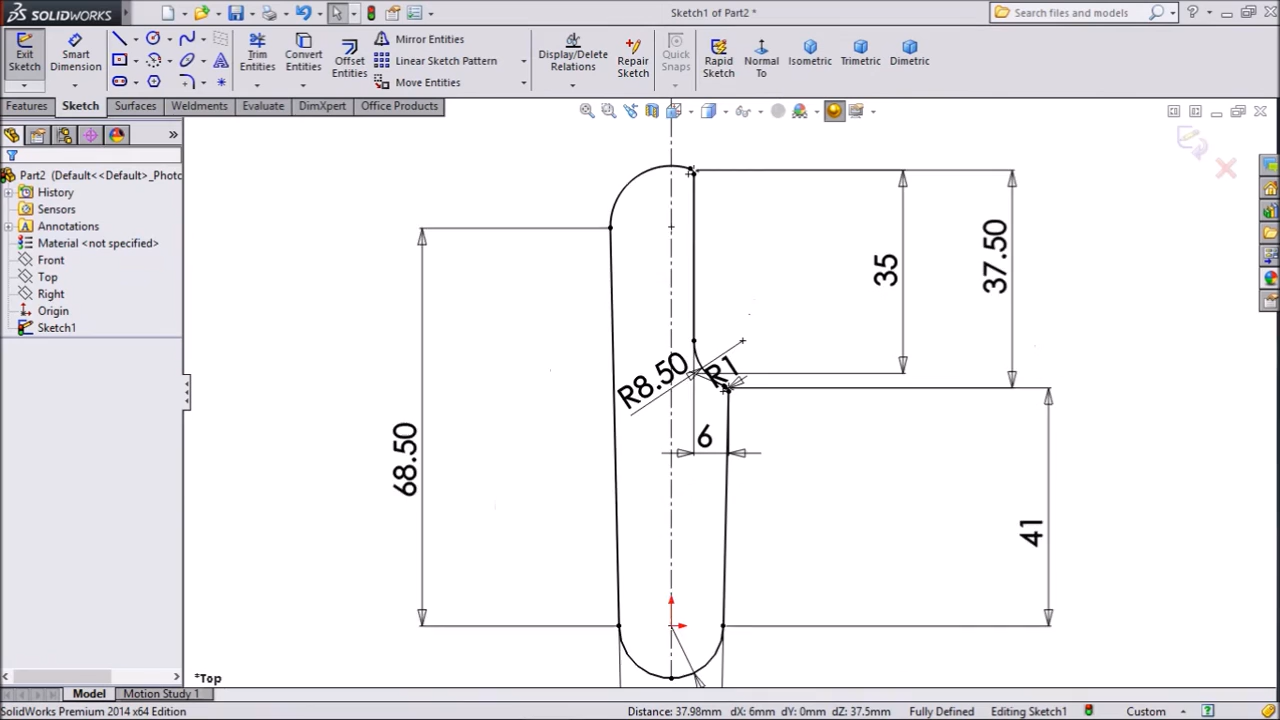 SOLIDWORKS
Sketch1 of Part2 *
Search files and models
Exit Sketch
Smart Dimension
Trim Entities
Convert Entities
Offset Entities
Mirror Entities
Linear Sketch Pattern
Move Entities
Display/Delete Relations
Repair Sketch
Quick Snaps
Rapid Sketch
Normal To
Isometric
Trimetric
Dimetric
Features
Sketch
Surfaces
Weldments
Evaluate
DimXpert
Office Products
Part2 (Default<<Default>_Photo
History
Sensors
Annotations
Material <not specified>
Front
Top
Right
Origin
Sketch1
35
37.50
R8.50
R1
6
68.50
41
*Top
Model
Motion Study 1
SolidWorks Premium 2014 x64 Edition
Distance: 37.98mm dX: 6mm dY: 0mm dZ: 37.5mm
Fully Defined
Editing Sketch1
Custom